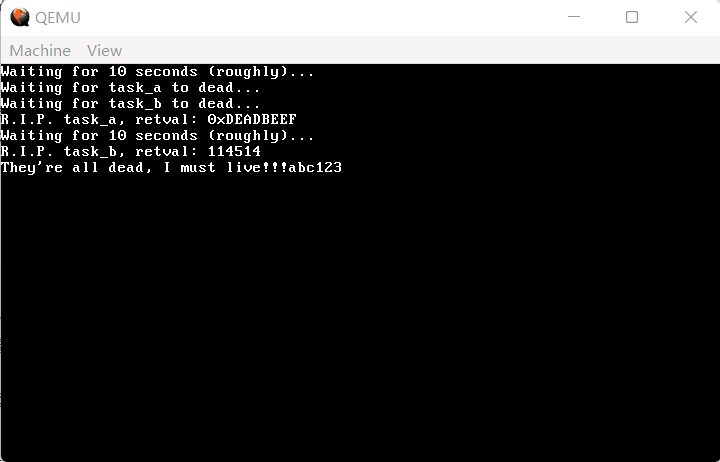 QEMU
Machine View
Waiting for 10 seconds (roughly)...
Waiting for task_a to dead...
Waiting for task_b to dead...
R.I.P. task_a, retval: 0xDEADBEEF
Waiting for 10 seconds (roughly)...
R.I.P. task_b, retval: 114514
They're all dead, I must live!!!abc123